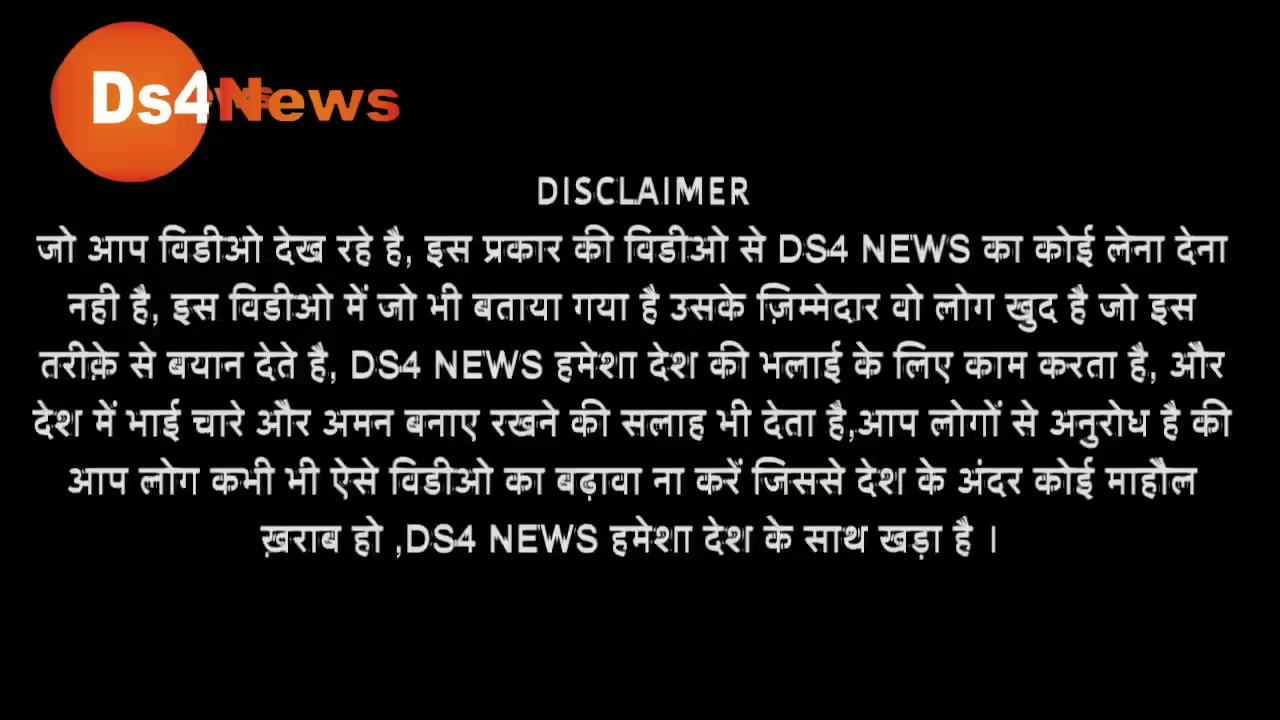 Ds4News
DISCLAIMER
जो आप विडीओ देख रहे है, इस प्रकार की विडीओ से DS4 NEWS का कोई लेना देना
नही है, इस विडीओ में जो भी बताया गया है उसके ज़िम्मेदार वो लोग खुद है जो इस
तरीक़े से बयान देते है, DS4 NEWS हमेशा देश की भलाई के लिए काम करता है, और
देश में भाई चारे और अमन बनाए रखने की सलाह भी देता है,आप लोगों से अनुरोध है की
आप लोग कभी भी ऐसे विडीओ का बढ़ावा ना करें जिससे देश के अंदर कोई माहौल
ख़राब हो ,DS4 NEWS हमेशा देश के साथ खड़ा है ।